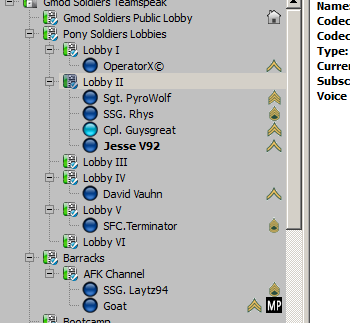 Gmod Soldiers Teamspeak
Gmod Soldiers Public Lobby
Pony Soldiers Lobbies
Lobby I
OperatorX©
Lobby II
Sgt. PyroWolf
SSG. Rhys
Cpl. Guysgreat
Jesse V92
Lobby III
Lobby IV
David Vauhn
Lobby V
SFC.Terminator
Lobby VI
Barracks
AFK Channel
SSG. Laytz94
Goat MP
Bootcamp
Name:
Codec
Codec
Type:
Curre
Subsc
Voice